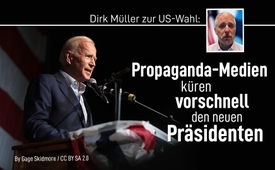 Dirk Müller zur US-Wahl:
Propaganda-Medien
küren
vorschnell
den neuen
Präsidenten
By Gage Skidmore / CC BY SA 2.0